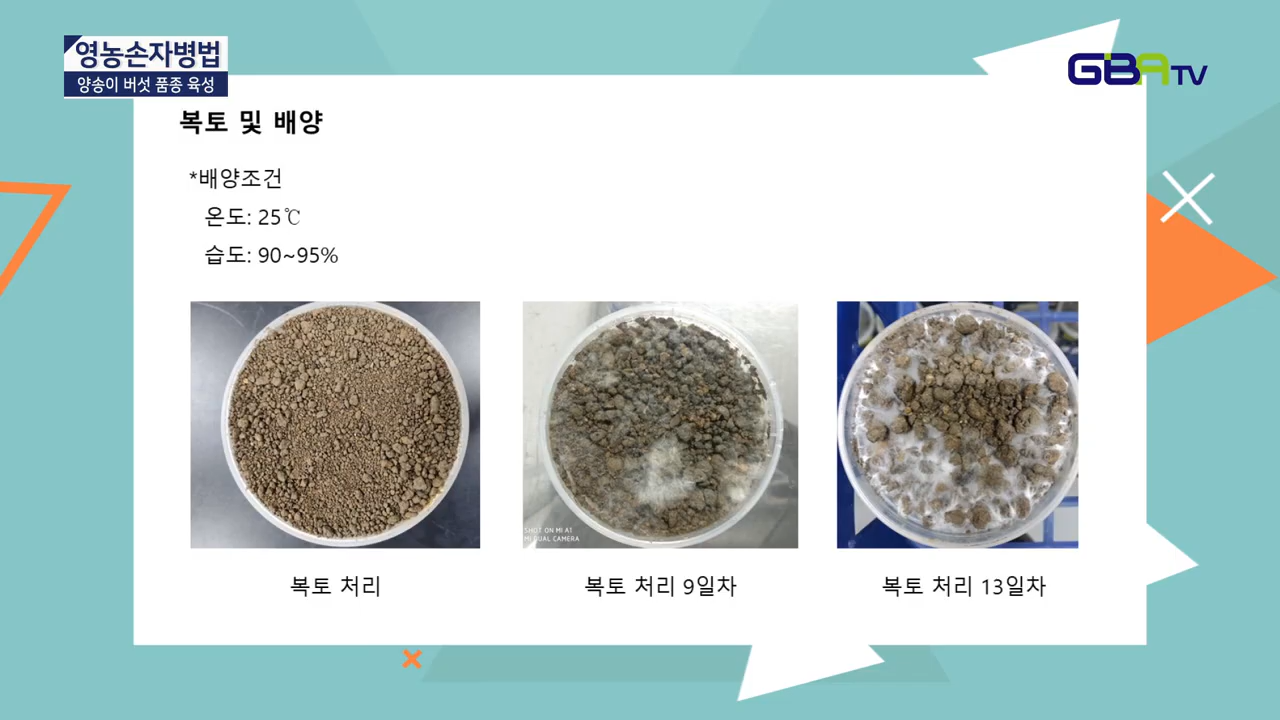 영농손자병법
양송이 버섯 품종 육성
GBATV
복토 및 배양
*배양조건
온도: 25℃
습도: 90~95%
SHOT ON MI A1
MI DUAL CAMERA
복토 처리
복토 처리 9일차
복토 처리 13일차